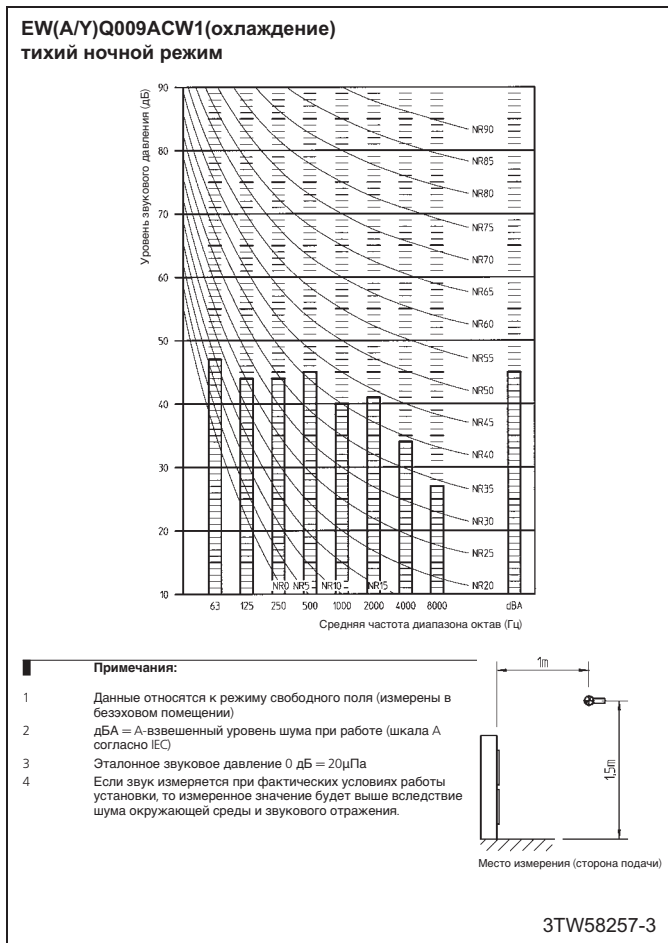 EW(A/Y)Q009ACW1(охлаждение)
тихий ночной режим
Уровень звукового давления (дБ)
90
80
70
60
50
40
30
20
10
NR90
NR85
NR80
NR75
NR70
NR65
NR60
NR55
NR50
NR45
NR40
NR35
NR30
NR25
NR20
NR0 NR5 NR10 NR15
63 125 250 500 1000 2000 4000 8000 dBA
Средняя частота диапазона октав (Гц)
Примечания:
1 Данные относятся к режиму свободного поля (измерены в
безэховом помещении)
2 дБА = А-взвешенный уровень шума при работе (шкала А
согласно IEC)
3 Эталонное звуковое давление 0 дБ = 20µПа
4 Если звук измеряется при фактических условиях работы
установки, то измеренное значение будет выше вследствие
шума окружающей среды и звукового отражения.
1m
1,5m
Место измерения (сторона подачи)
3TW58257-3